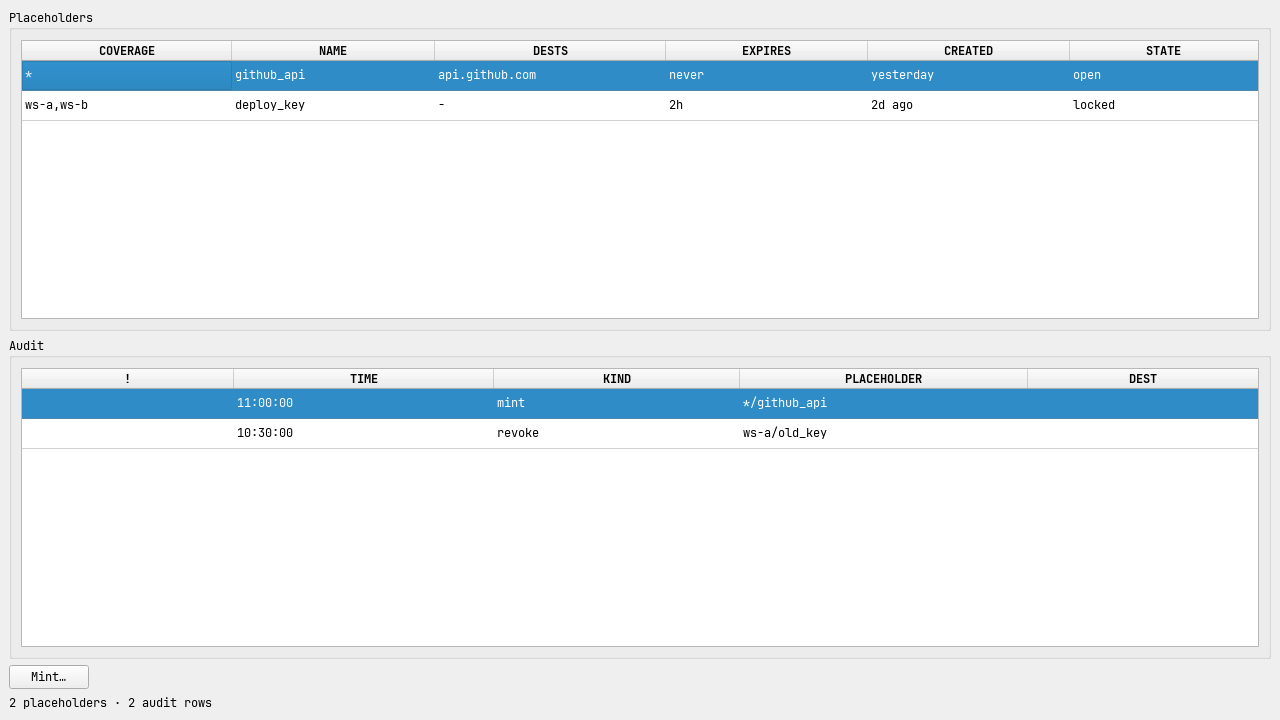 Placeholders
COVERAGE NAME DESTS EXPIRES CREATED STATE
* github_api api.github.com never yesterday open
ws-a,ws-b deploy_key - 2h 2d ago locked
Audit
! TIME KIND PLACEHOLDER DEST
11:00:00 mint */github_api
10:30:00 revoke ws-a/old_key
Mint…
2 placeholders · 2 audit rows